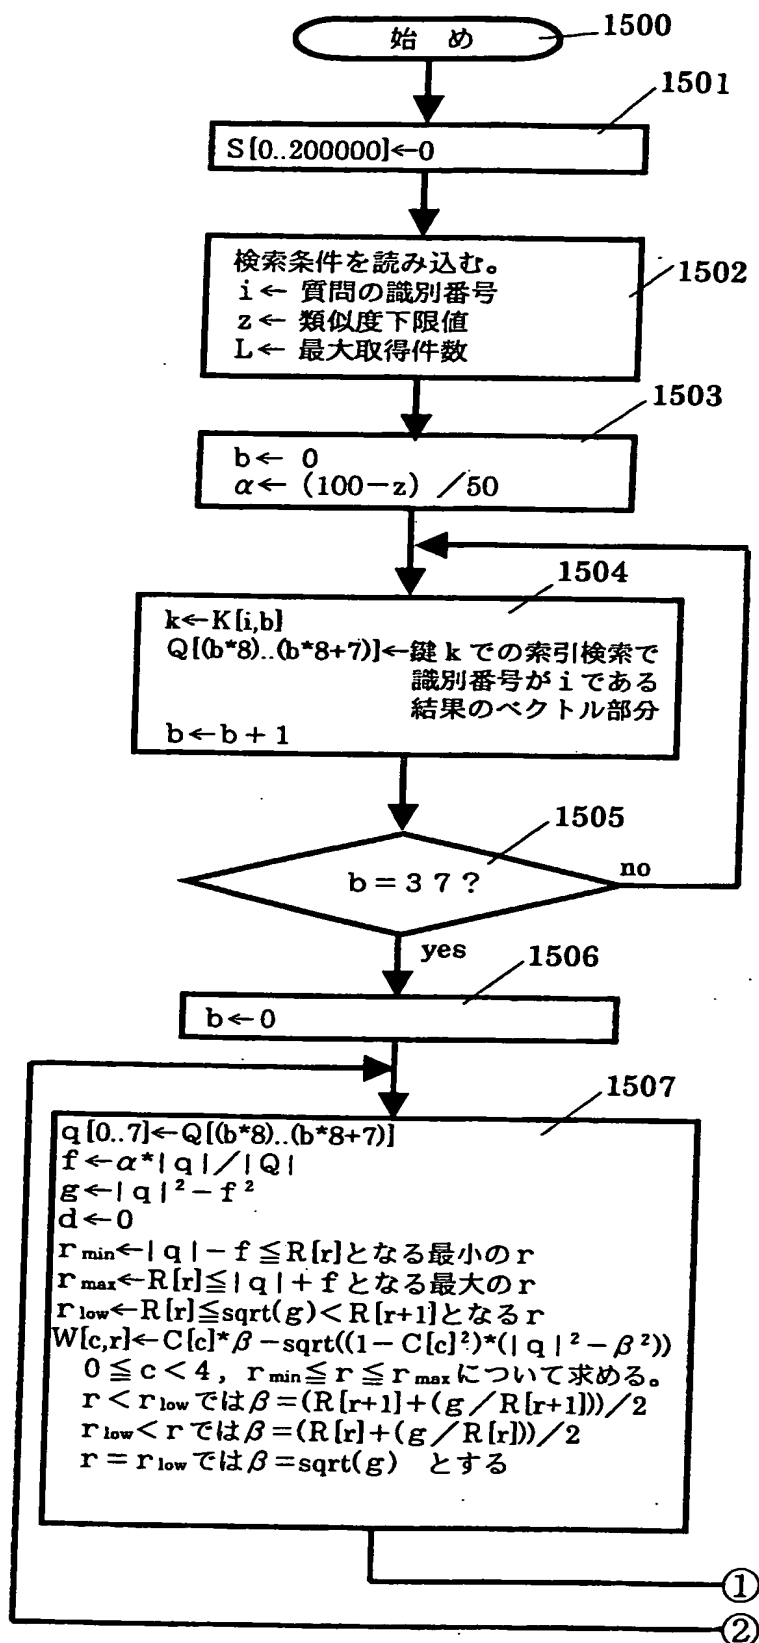 始 め
1500
1501
S[0..200000]←0
検索条件を読み込む。
i← 質問の識別番号
z← 類似度下限値
L← 最大取得件数
1502
1503
b← 0
α← (100−z) ／50
1504
k←K[i,b]
Q[(b*8)..(b*8+7)]←鍵 k での索引検索で
識別番号が i である
結果のベクトル部分
b←b+1
1505
b=37?
no
yes
1506
b←0
1507
q[0..7]←Q[(b*8)..(b*8+7)]
f←α*|q|／|Q|
g←|q|²−f²
d←0
rmin←|q|−f≦R[r]となる最小のr
rmax←R[r]≦|q|+fとなる最大のr
rlow←R[r]≦sqrt(g)<R[r+1]となるr
W[c,r]←C[c]*β−sqrt((1−C[c]²)*(|q|²−β²))
0≦c<4, rmin≦r≦rmaxについて求める。
r<rlowではβ=(R[r+1]+(g／R[r+1]))/2
rlow<rではβ=(R[r]+(g／R[r]))/2
r=rlowではβ=sqrt(g) とする
①
②